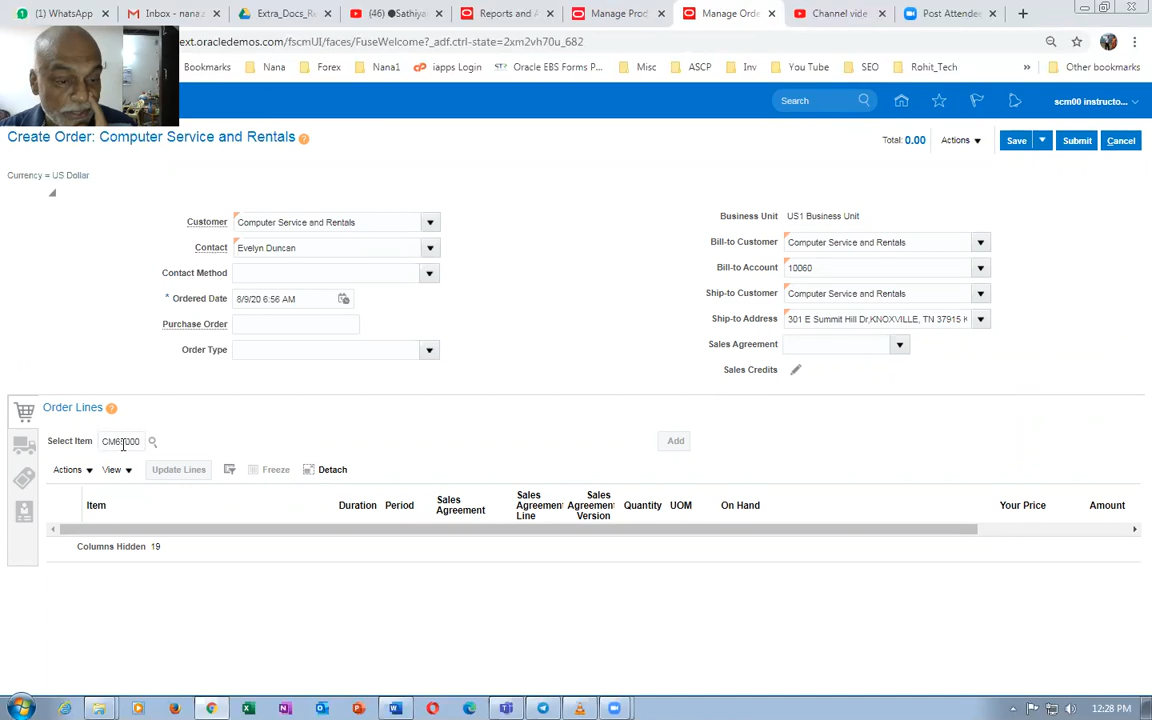 (1) WhatsApp
Inbox - nana.z
Extra_Docs_Re
(46) ●Sathiya
Reports and A
Manage Prod
Manage Orde
Channel vide
Post Attendee
ext.oracledemos.com/fscmUI/faces/FuseWelcome?_adf.ctrl-state=2xm2vh70u_682
Bookmarks
Nana
Forex
Nana1
iapps Login
Oracle EBS Forms P...
Misc
ASCP
Inv
You Tube
SEO
Rohit_Tech
»
Other bookmarks
Search
scm00 instructo...
Create Order: Computer Service and Rentals
Total: 0.00
Actions
Save
Submit
Cancel
Currency = US Dollar
Customer Computer Service and Rentals
Contact Evelyn Duncan
Contact Method
* Ordered Date 8/9/20 6:56 AM
Purchase Order
Order Type
Business Unit US1 Business Unit
Bill-to Customer Computer Service and Rentals
Bill-to Account 10060
Ship-to Customer Computer Service and Rentals
Ship-to Address 301 E Summit Hill Dr,KNOXVILLE, TN 37915
Sales Agreement
Sales Credits
Order Lines
Select Item
Add
Actions
View
Update Lines
Freeze
Detach
Item
Duration
Period
Sales Agreement
Sales Agreement Line
Sales Agreement Version
Quantity
UOM
On Hand
Your Price
Amount
Columns Hidden 19
12:28 PM